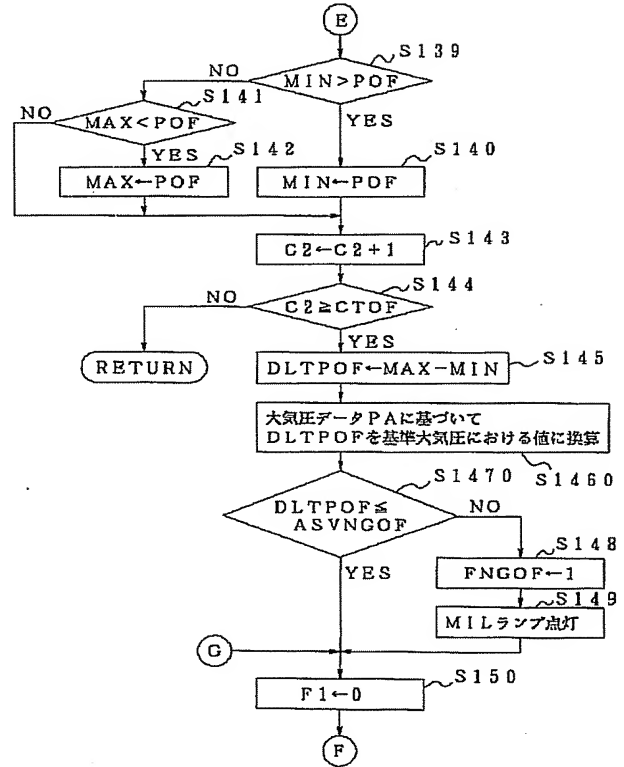 E
S139
MIN>POF
NO
YES
S141
MAX<POF
NO
YES
S142
MAX←POF
S140
MIN←POF
S143
C2←C2+1
S144
C2≧CTOF
NO
YES
RETURN
S145
DLTPOF←MAX−MIN
大気圧データPAに基づいて
DLTPOFを基準大気圧における値に換算
S1460
S1470
DLTPOF≦
ASVNGOF
NO
YES
S148
FNGOF←1
S149
MILランプ点灯
G
S150
F1←0
F